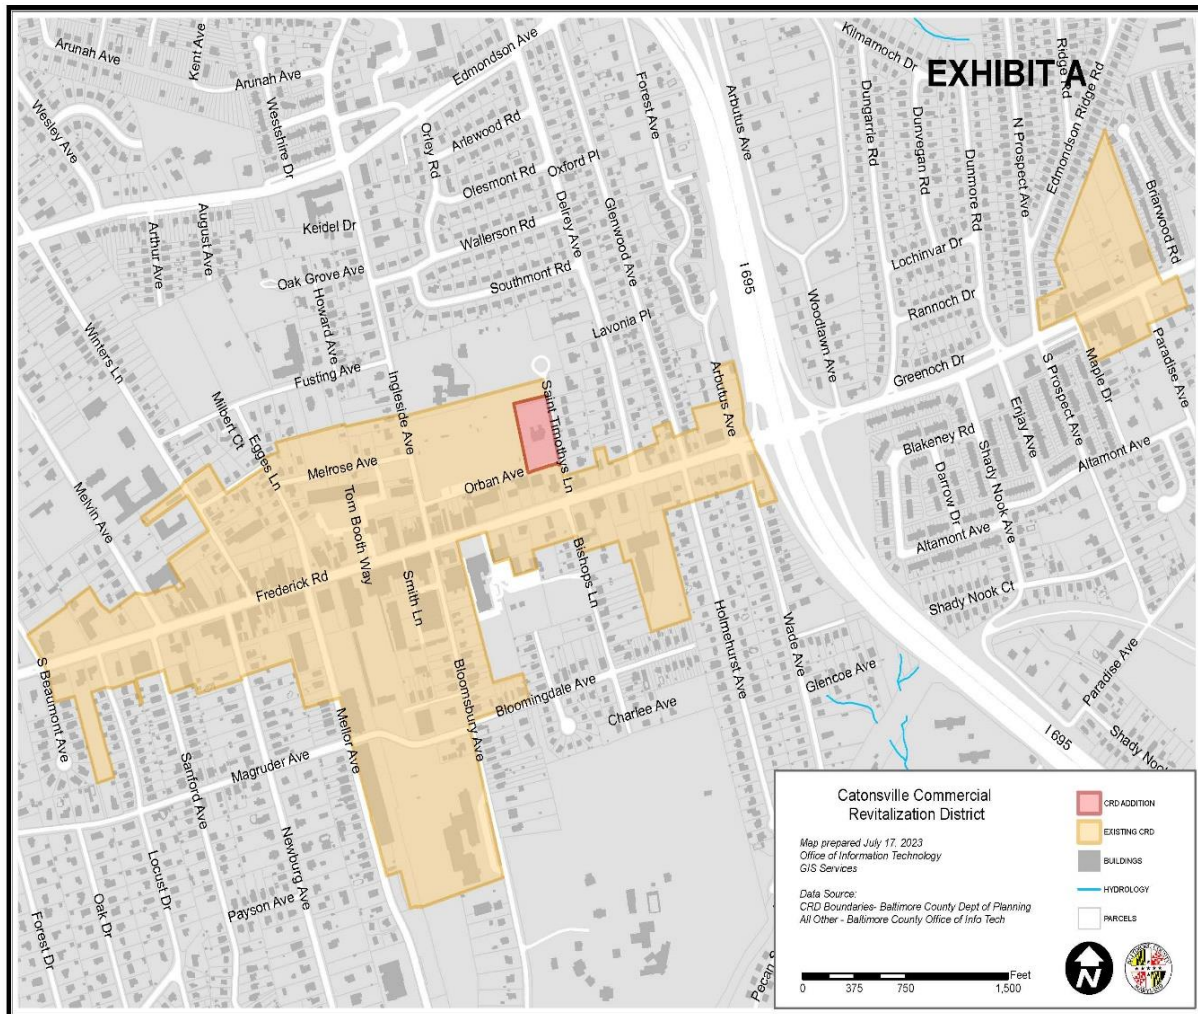 EXHIBIT A
Arunah Ave
Kent Ave
Arunah Ave
Edmondson Ave
Kilmarnoch Dr
Ridge Rd
Wesley Ave
Westshire Dr
Orley Rd
Arlewood Rd
Forest Ave
Arbutus Ave
Dungarrie Rd
Dunvegan Rd
Dunmore Rd
N Prospect Ave
Edmondson Ridge Rd
Olesmont Rd
Oxford Pl
Briarwood Rd
Arthur Ave
August Ave
Keidel Dr
Wallerson Rd
Delrey Ave
Glenwood Ave
Lochinvar Dr
Oak Grove Ave
Howard Ave
Southmont Rd
I 695
Woodlawn Ave
Rannoch Dr
Winters Ln
Lavonia Pl
Greenoch Dr
Maple Dr
Paradise Ave
Fusting Ave
Ingleside Ave
Saint Timothys Ln
Arbutus Ave
S Prospect Ave
Milbert Ct
Egges Ln
Enjay Ave
Melrose Ave
Orban Ave
Blakeney Rd
Shady Nook Ave
Altamont Ave
Melvin Ave
Tom Booth Way
Darrow Dr
Altamont Ave
Frederick Rd
Smith Ln
Bishops Ln
Shady Nook Ct
S Beaumont Ave
Holmehurst Ave
Wade Ave
Bloomsbury Ave
Bloomingdale Ave
Glencoe Ave
Paradise Ave
Mellor Ave
Charlee Ave
Magruder Ave
Sanford Ave
I 695
Shady Nook
Newburg Ave
Locust Dr
Oak Dr
Payson Ave
Forest Dr
Pecan
Catonsville Commercial
Revitalization District
Map prepared July 17, 2023
Office of Information Technology
GIS Services
Data Source:
CRD Boundaries- Baltimore County Dept of Planning
All Other - Baltimore County Office of Info Tech
CRD ADDITION
EXISTING CRD
BUILDINGS
HYDROLOGY
PARCELS
N
Feet
0 375 750 1,500